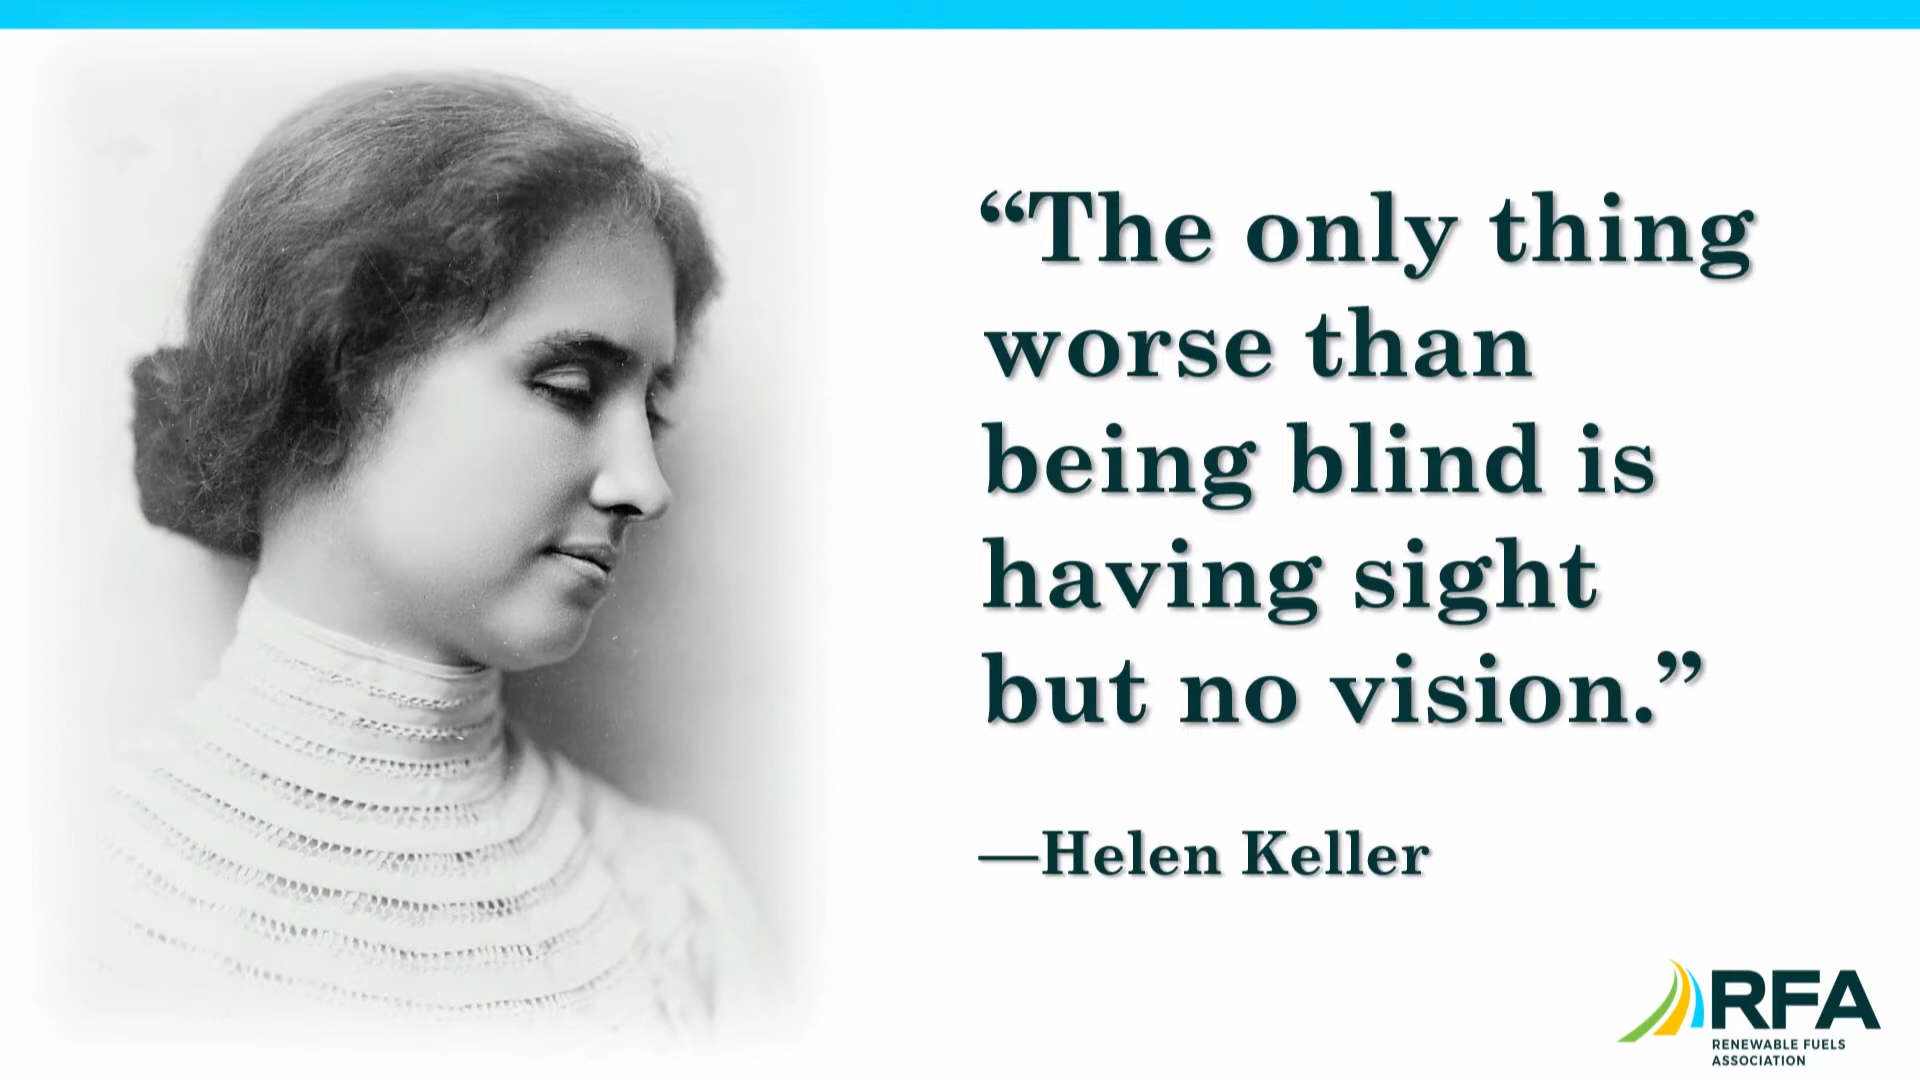 “The only thing
worse than
being blind is
having sight
but no vision.”
—Helen Keller
RFA
RENEWABLE FUELS
ASSOCIATION